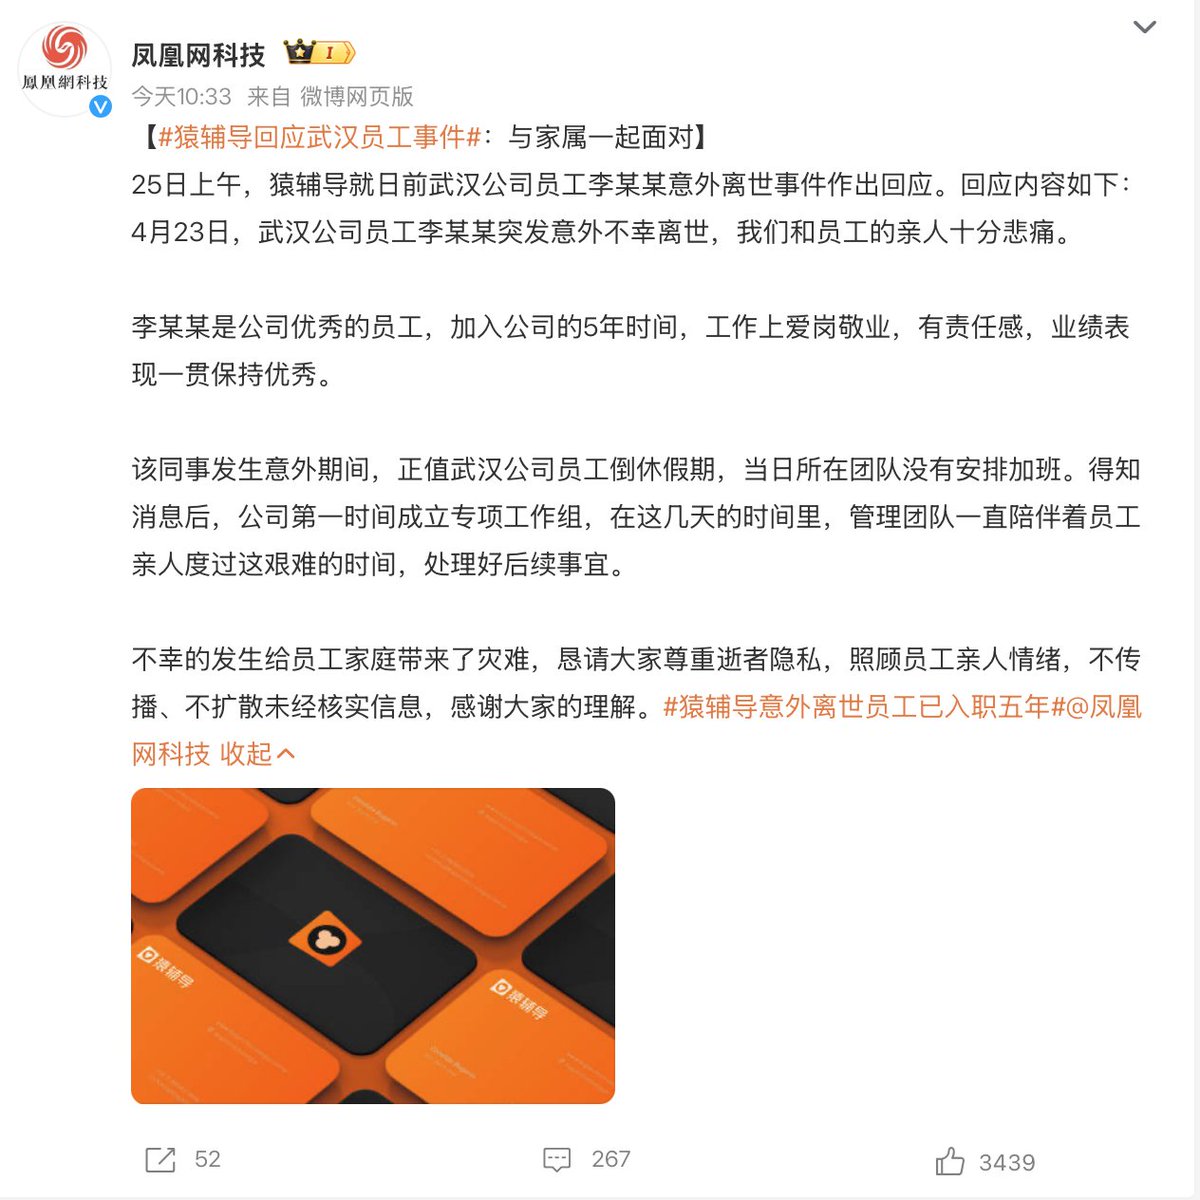 凤凰网科技
I
鳳凰網科技
今天10:33 来自 微博网页版
【#猿辅导回应武汉员工事件#：与家属一起面对】
25日上午，猿辅导就日前武汉公司员工李某某意外离世事件作出回应。回应内容如下：
4月23日，武汉公司员工李某某突发意外不幸离世，我们和员工的亲人十分悲痛。
李某某是公司优秀的员工，加入公司的5年时间，工作上爱岗敬业，有责任感，业绩表
现一贯保持优秀。
该同事发生意外期间，正值武汉公司员工倒休假期，当日所在团队没有安排加班。得知
消息后，公司第一时间成立专项工作组，在这几天的时间里，管理团队一直陪伴着员工
亲人度过这艰难的时间，处理好后续事宜。
不幸的发生给员工家庭带来了灾难，恳请大家尊重逝者隐私，照顾员工亲人情绪，不传
播、不扩散未经核实信息，感谢大家的理解。#猿辅导意外离世员工已入职五年#@凤凰
网科技 收起
猿辅导
猿辅导
52
267
3439